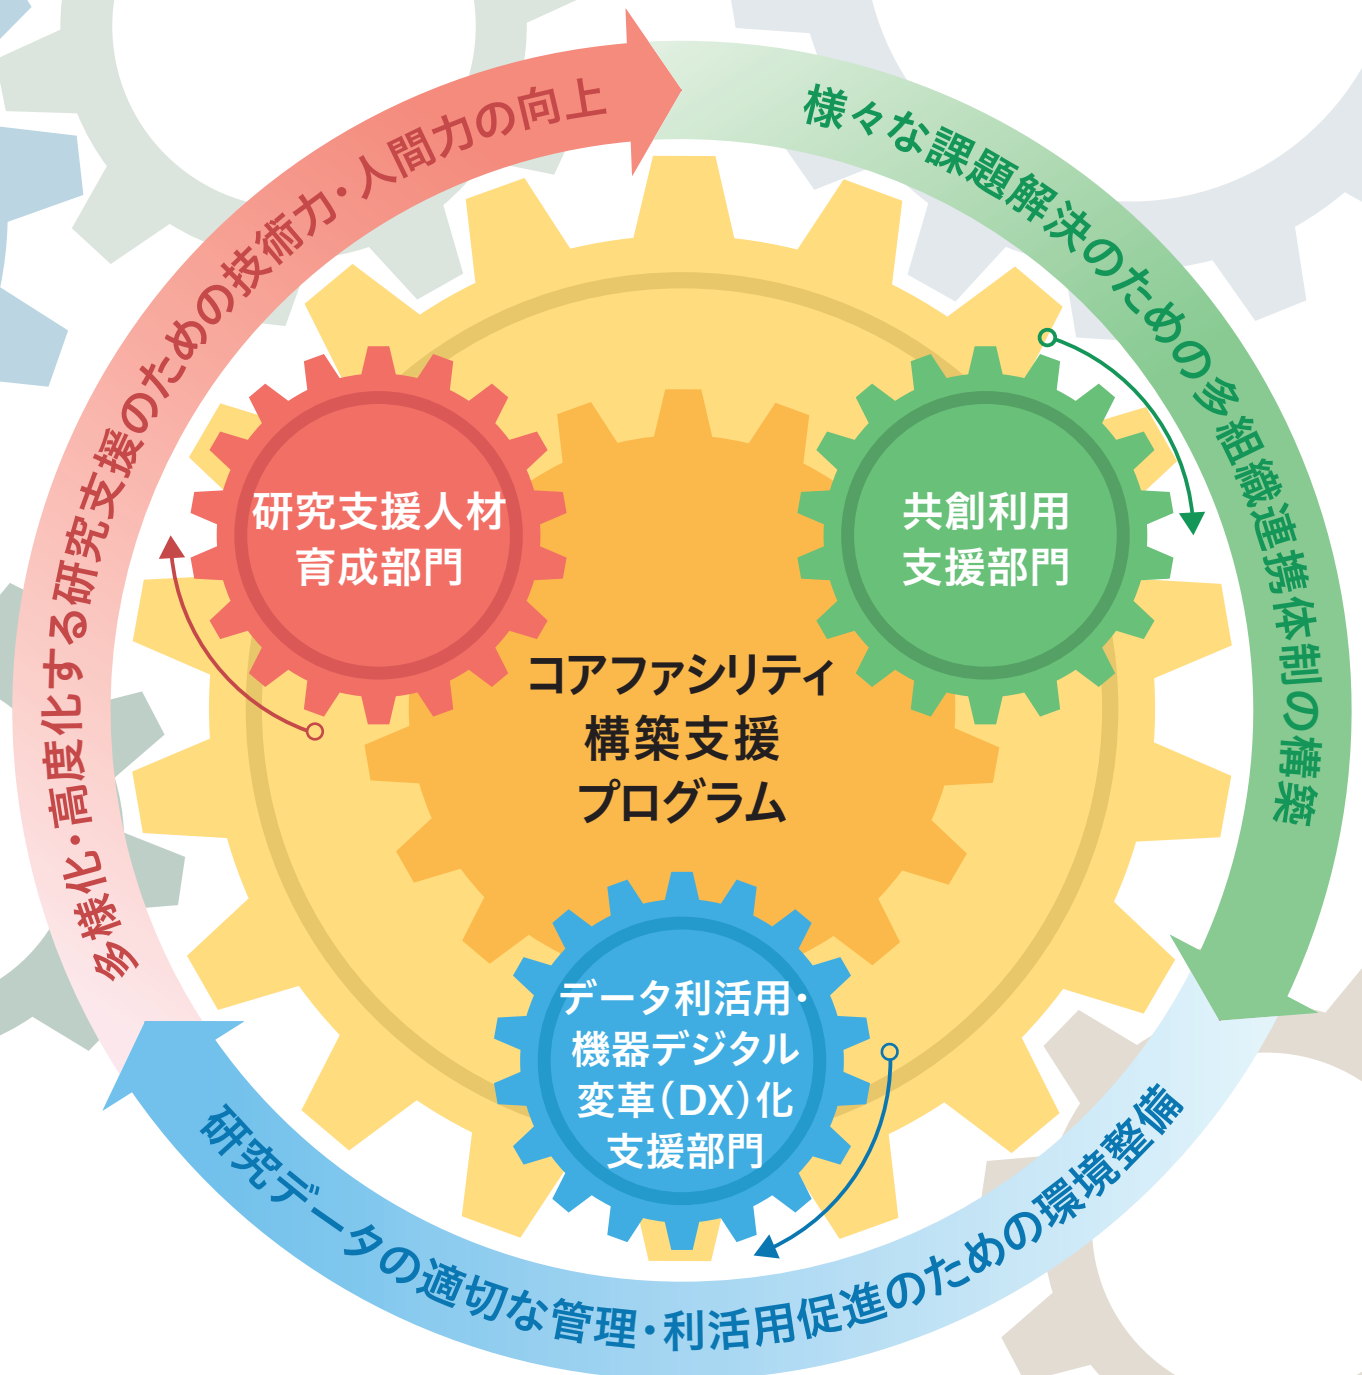 多様化・高度化する研究支援のための技術力・人間力の向上
様々な課題解決のための多組織連携体制の構築
研究支援人材
育成部門
共創利用
支援部門
コアファシリティ
構築支援
プログラム
データ利活用・
機器デジタル
変革（DX）化
支援部門
研究データの適切な管理・利活用促進のための環境整備